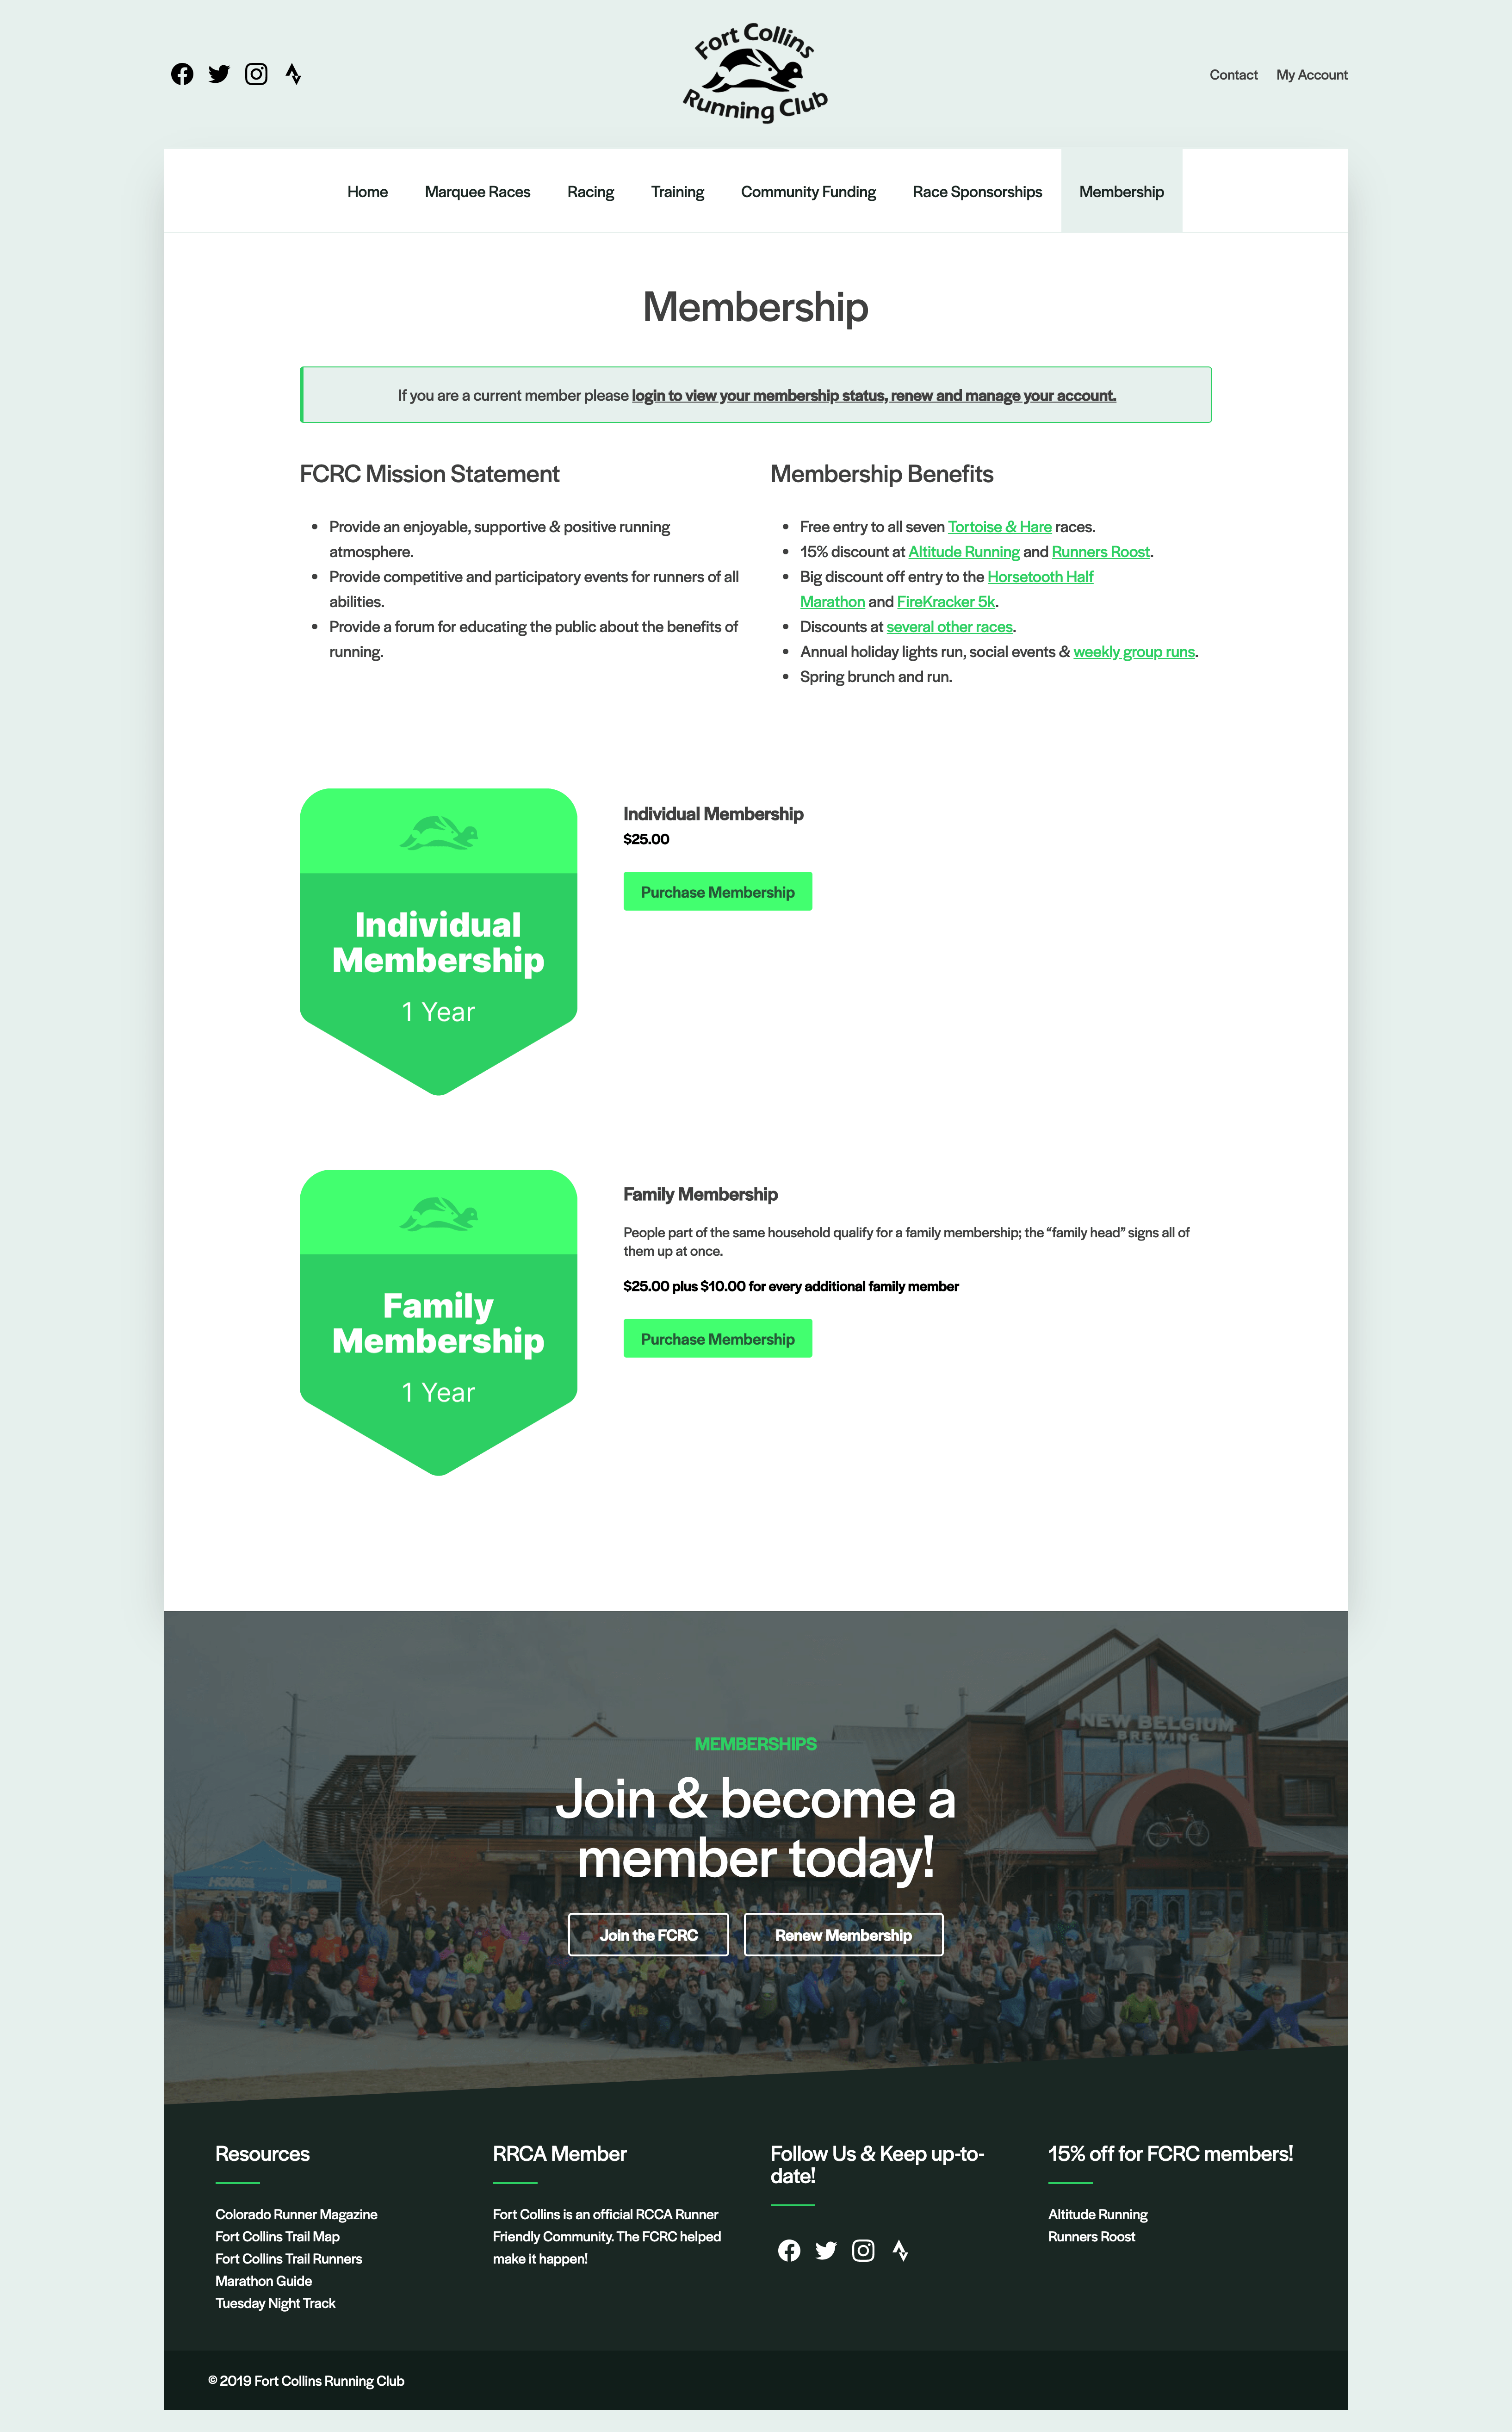 Fort Collins
Running Club
Contact My Account
Home Marquee Races Racing Training Community Funding Race Sponsorships Membership
Membership
If you are a current member please login to view your membership status, renew and manage your account.
FCRC Mission Statement
Provide an enjoyable, supportive & positive running
atmosphere.
Provide competitive and participatory events for runners of all
abilities.
Provide a forum for educating the public about the benefits of
running.
Membership Benefits
Free entry to all seven Tortoise & Hare races.
15% discount at Altitude Running and Runners Roost.
Big discount off entry to the Horsetooth Half
Marathon and FireKracker 5k.
Discounts at several other races.
Annual holiday lights run, social events & weekly group runs.
Spring brunch and run.
Individual
Membership
1 Year
Individual Membership
$25.00
Purchase Membership
Family
Membership
1 Year
Family Membership
People part of the same household qualify for a family membership; the “family head” signs all of
them up at once.
$25.00 plus $10.00 for every additional family member
Purchase Membership
NEW BELGIUM
BREWING
MEMBERSHIPS
Join & become a
member today!
HOKA
Join the FCRC Renew Membership
Resources
Colorado Runner Magazine
Fort Collins Trail Map
Fort Collins Trail Runners
Marathon Guide
Tuesday Night Track
RRCA Member
Fort Collins is an official RCCA Runner
Friendly Community. The FCRC helped
make it happen!
Follow Us & Keep up-to-
date!
15% off for FCRC members!
Altitude Running
Runners Roost
© 2019 Fort Collins Running Club